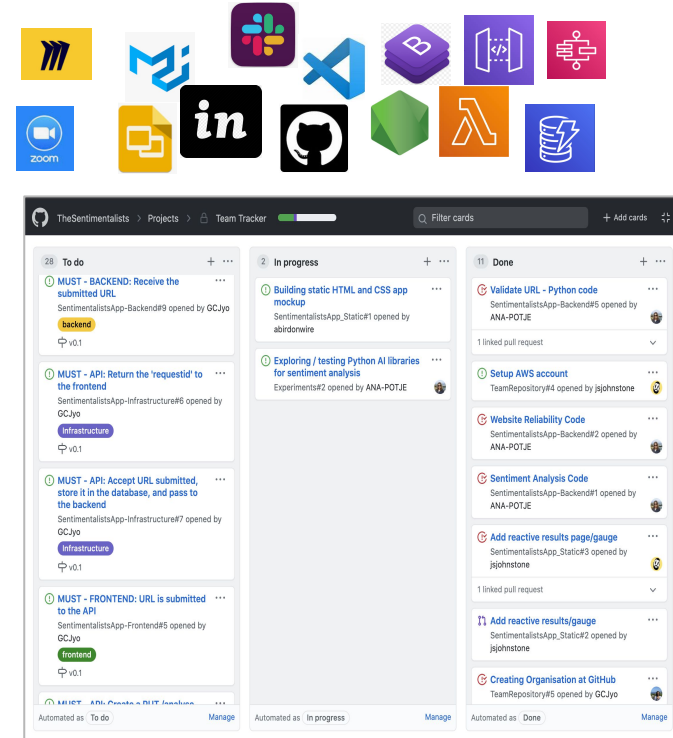 zoom
in
B
</>
λ
TheSentimentalists > Projects > Team Tracker
Filter cards
+ Add cards
28 To do
MUST - BACKEND: Receive the
submitted URL
SentimentalistsApp-Backend#9 opened by GCJyo
backend
v0.1
MUST - API: Return the 'requestid' to
the frontend
SentimentalistsApp-Infrastructure#6 opened by
GCJyo
Infrastructure
v0.1
MUST - API: Accept URL submitted,
store it in the database, and pass to
the backend
SentimentalistsApp-Infrastructure#7 opened by
GCJyo
Infrastructure
v0.1
MUST - FRONTEND: URL is submitted
to the API
SentimentalistsApp-Frontend#5 opened by
GCJyo
frontend
v0.1
MUST - API: Create a PUT /analyse
Automated as To do
Manage
2 In progress
Building static HTML and CSS app
mockup
SentimentalistsApp_Static#1 opened by
abirdonwire
Exploring / testing Python AI libraries
for sentiment analysis
Experiments#2 opened by ANA-POTJE
Automated as In progress
Manage
11 Done
Validate URL - Python code
SentimentalistsApp-Backend#5 opened by
ANA-POTJE
1 linked pull request
Setup AWS account
TeamRepository#4 opened by jsjohnstone
Website Reliability Code
SentimentalistsApp-Backend#2 opened by
ANA-POTJE
Sentiment Analysis Code
SentimentalistsApp-Backend#1 opened by
ANA-POTJE
Add reactive results page/gauge
SentimentalistsApp_Static#3 opened by
jsjohnstone
1 linked pull request
Add reactive results/gauge
SentimentalistsApp_Static#2 opened by
jsjohnstone
Creating Organisation at GitHub
TeamRepository#5 opened by GCJyo
Automated as Done
Manage